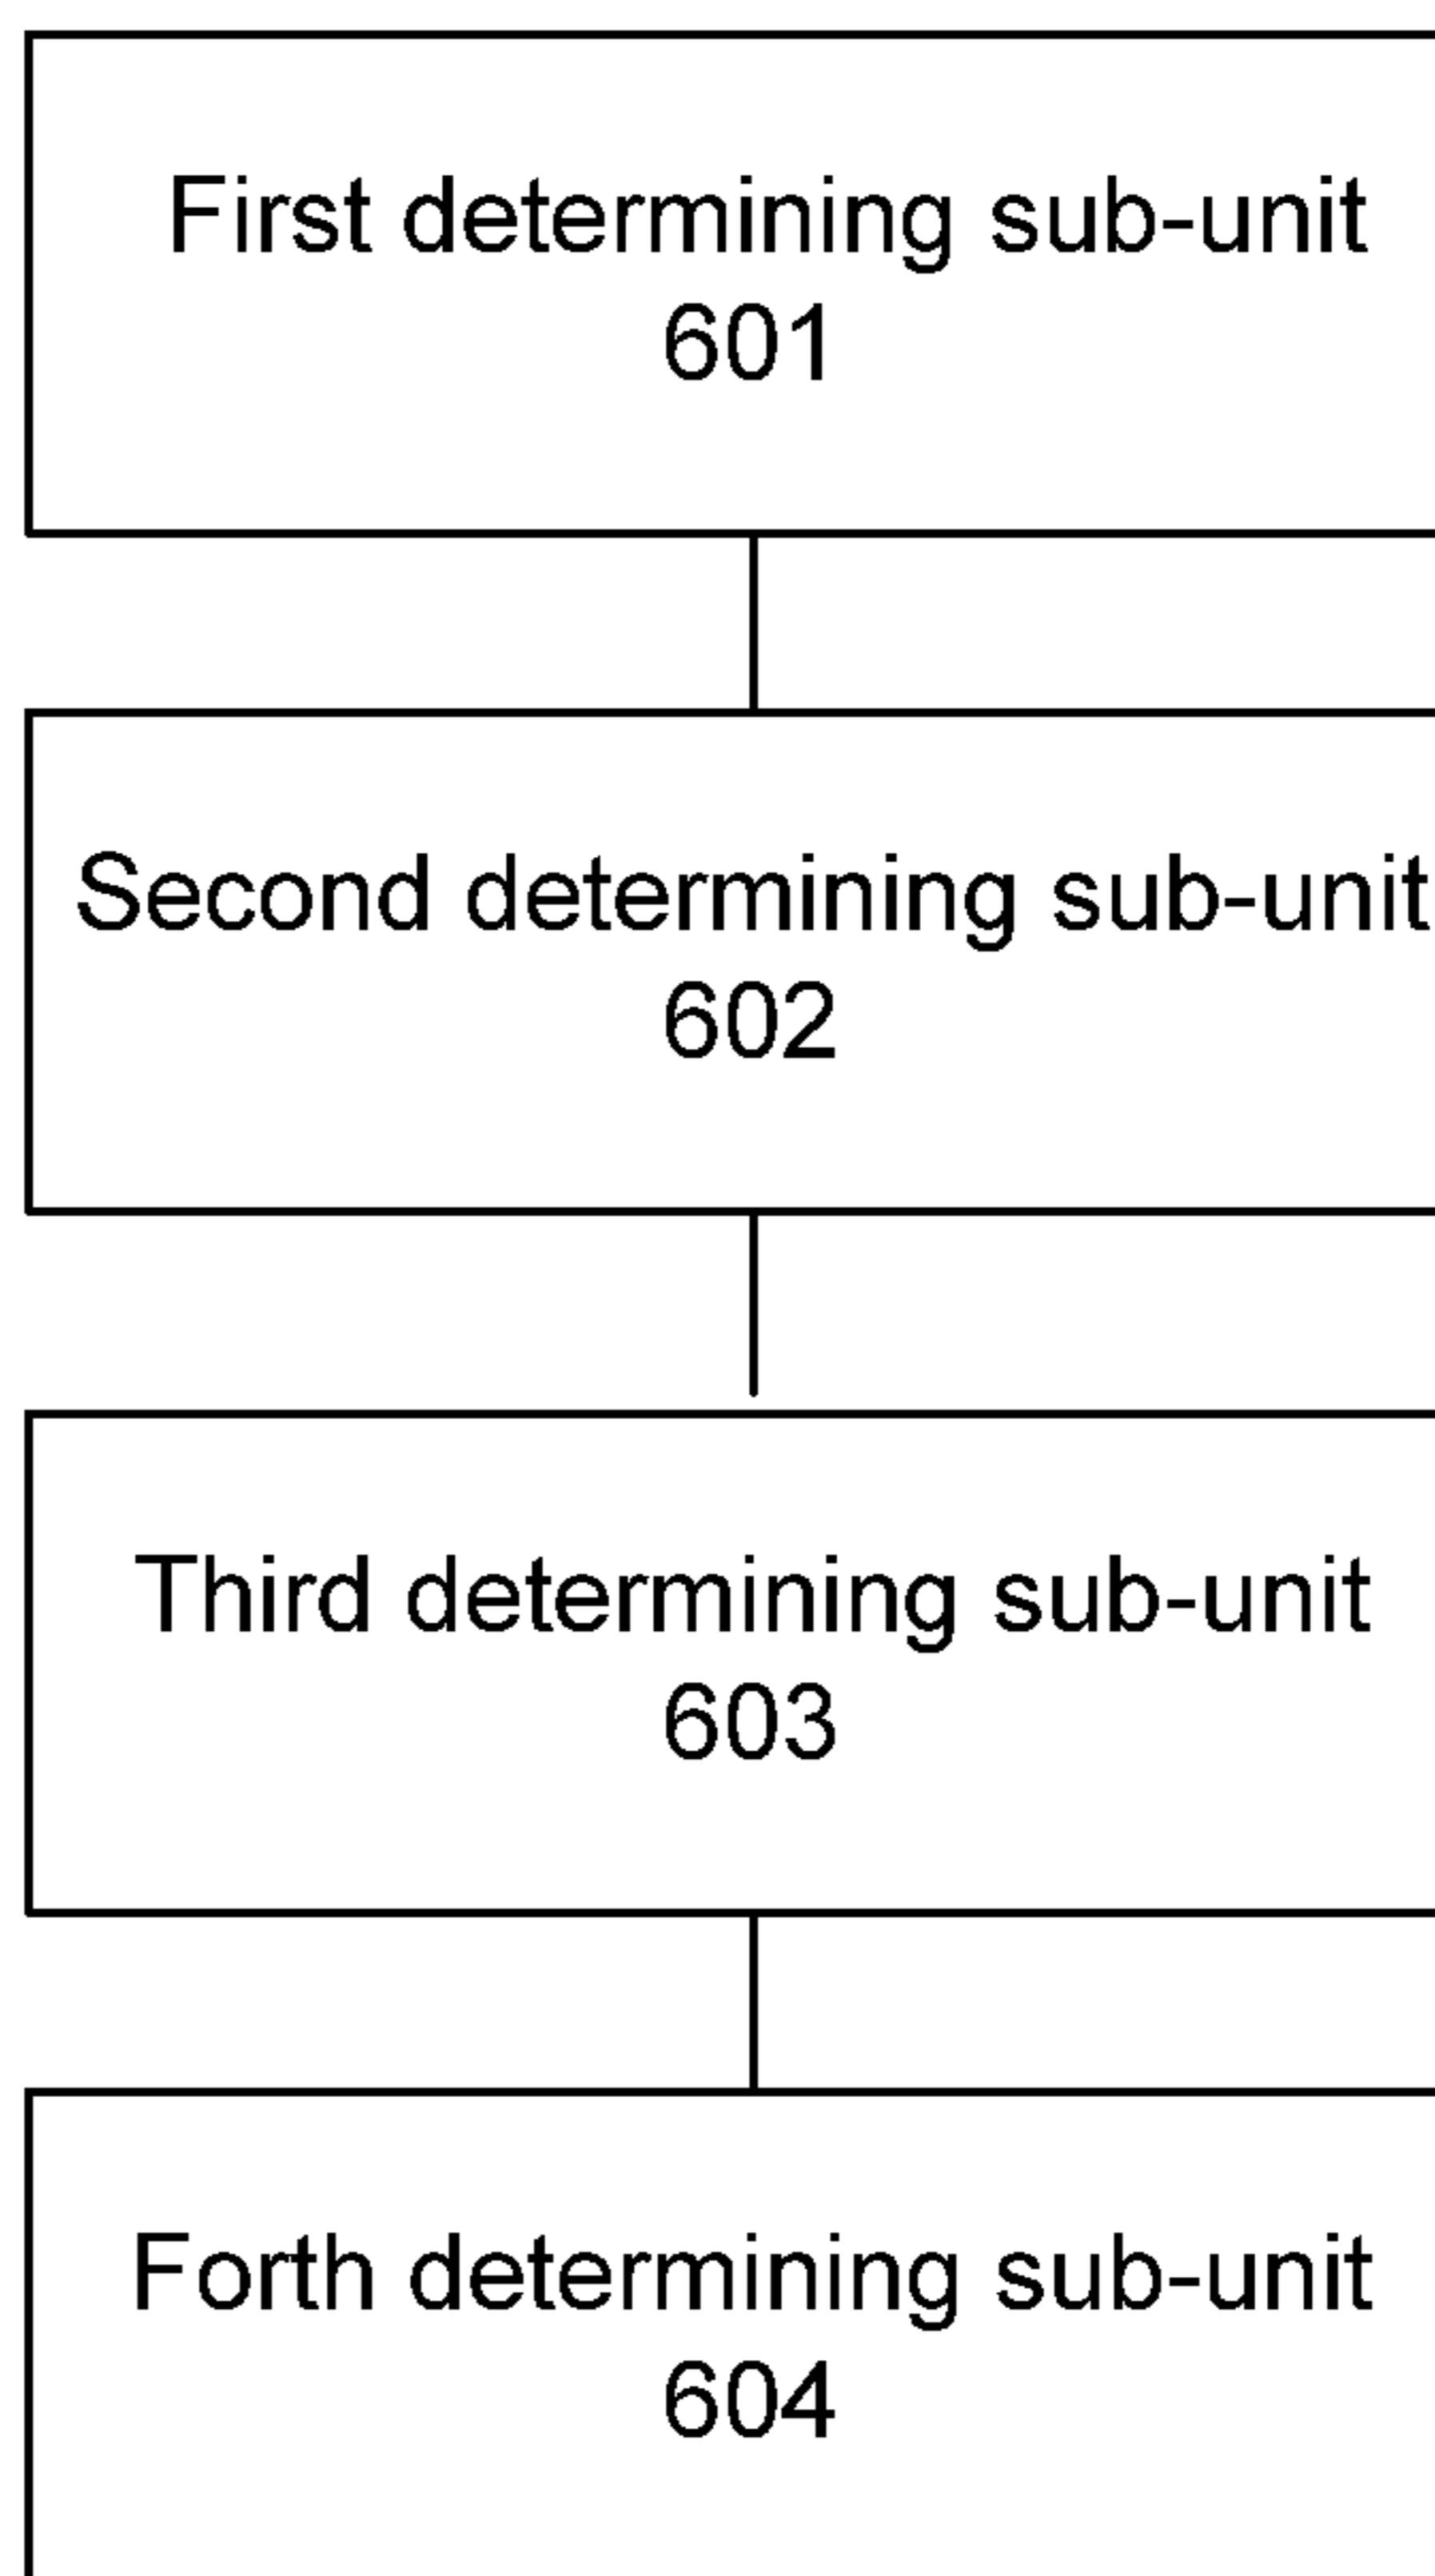 First determining sub-unit
601
Second determining sub-unit
602
Third determining sub-unit
603
Forth determining sub-unit
604